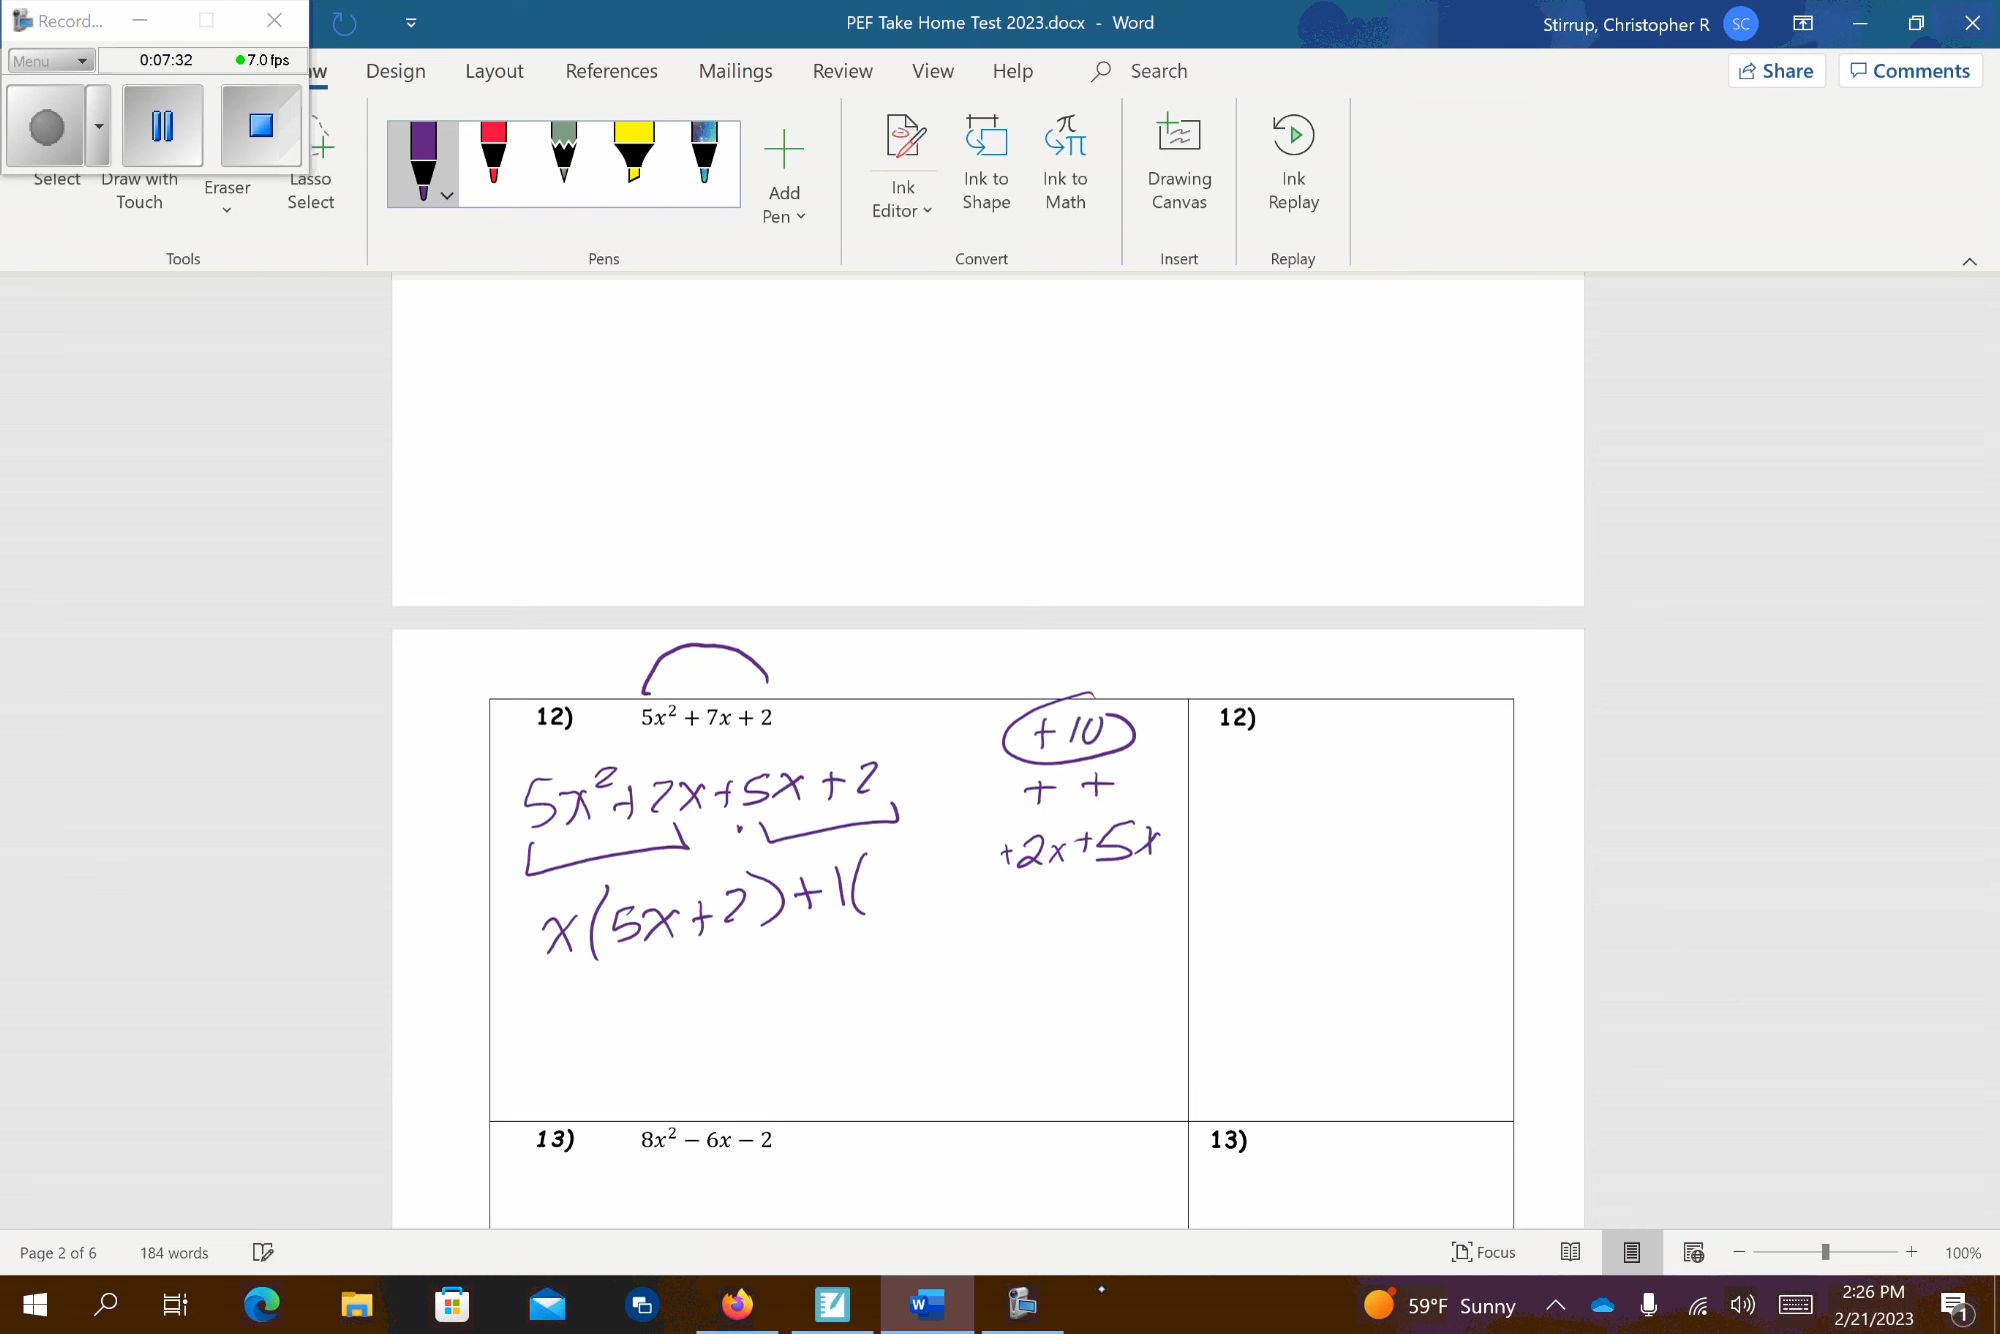 Record...
Menu
0:07:32
7.0 fps
PEF Take Home Test 2023.docx - Word
Stirrup, Christopher R
SC
aw
Design
Layout
References
Mailings
Review
View
Help
Search
Share
Comments
Select
Draw with Touch
Eraser
Lasso Select
Add Pen
Ink Editor
Ink to Shape
Ink to Math
Drawing Canvas
Ink Replay
Tools
Pens
Convert
Insert
Replay
12) 5x² + 7x + 2
+10
12)
5x²+2x+5x+2
+ +
+2x+5x
x(5x+2)+1(
13) 8x² − 6x − 2
13)
Page 2 of 6
184 words
Focus
100%
59°F Sunny
2:26 PM
2/21/2023
1